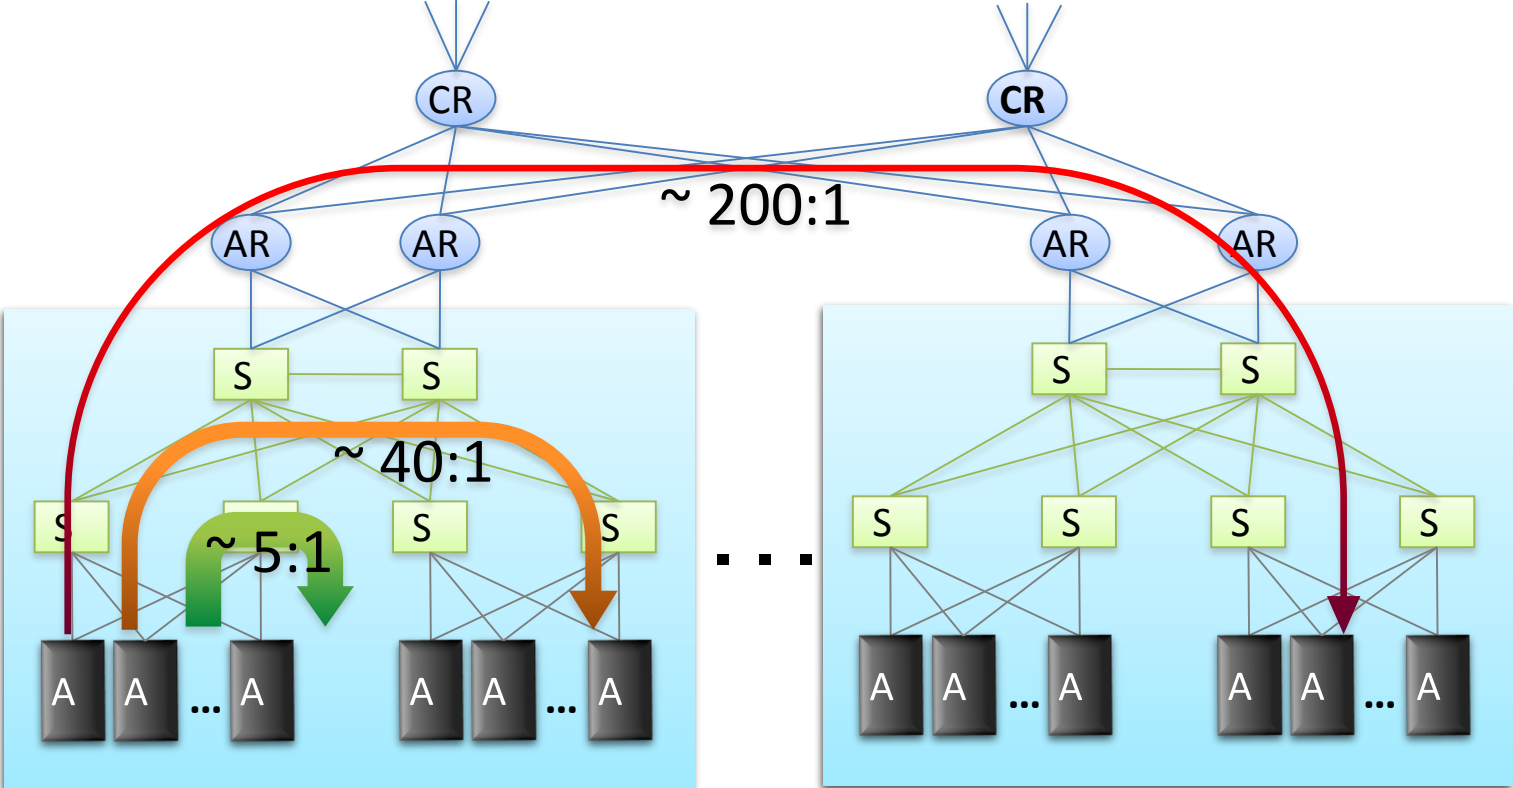 CR CR
~ 200:1
AR AR AR AR
S S S S
~ 40:1
S S S S S S S
~ 5:1
. . .
A A ... A A A ... A A A ... A A A ... A